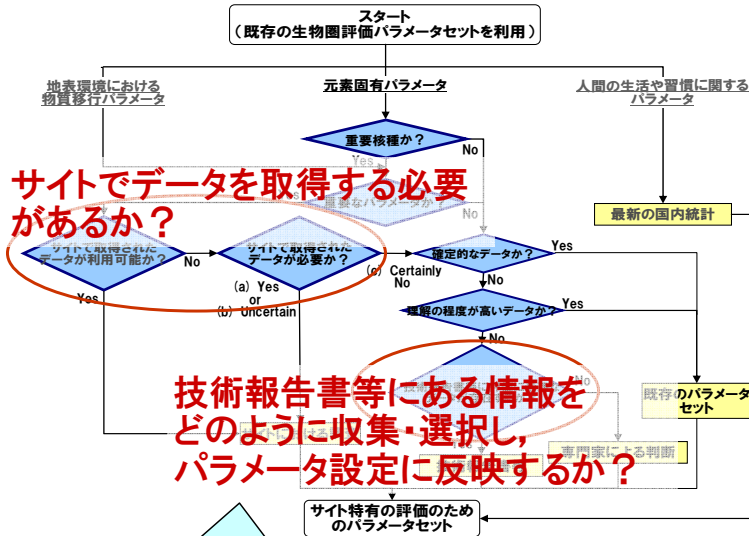 スタート
(既存の生物圏評価パラメータセットを利用)
地表環境における
物質移行パラメータ
元素固有パラメータ
人間の生活や習慣に関する
パラメータ
重要核種か?
No
Yes
重要なパラメータか?
No
サイトでデータを取得する必要
があるか?
最新の国内統計
サイトで取得された
データが利用可能か?
No
サイトで取得された
データが必要か?
(c) Certainly
No
確定的なデータか?
Yes
Yes
(a) Yes
or
(b) Uncertain
No
理解の程度が高いデータか?
Yes
No
No
技術報告書等にある情報を
どのように収集・選択し,
パラメータ設定に反映するか?
既存のパラメータ
セット
Yes
専門家による判断
サイト特有の評価のため
のパラメータセット